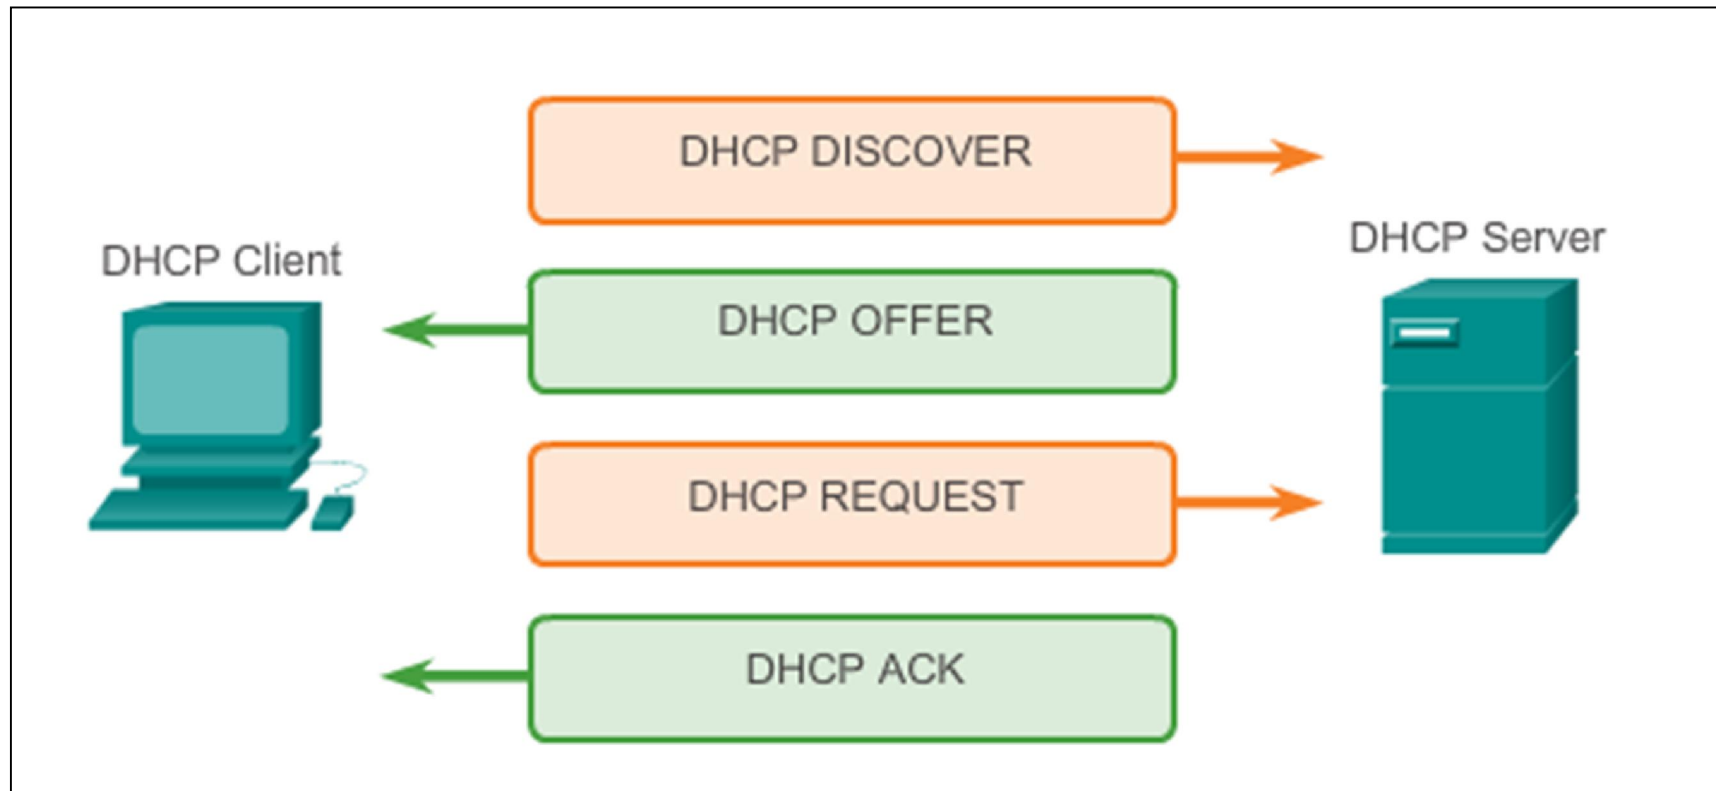 DHCP DISCOVER
DHCP Client
DHCP Server
DHCP OFFER
DHCP REQUEST
DHCP ACK